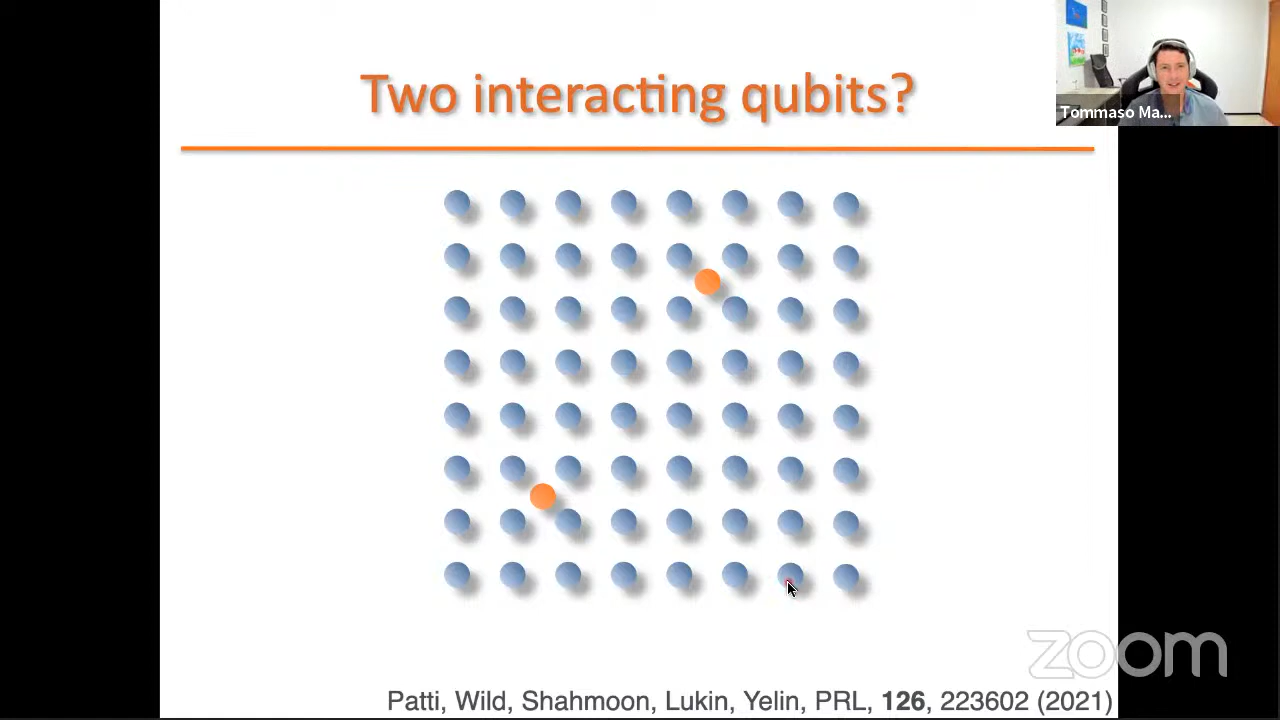 Two interacting qubits?
Tommaso Ma...
zoom
Patti, Wild, Shahmoon, Lukin, Yelin, PRL, 126, 223602 (2021)